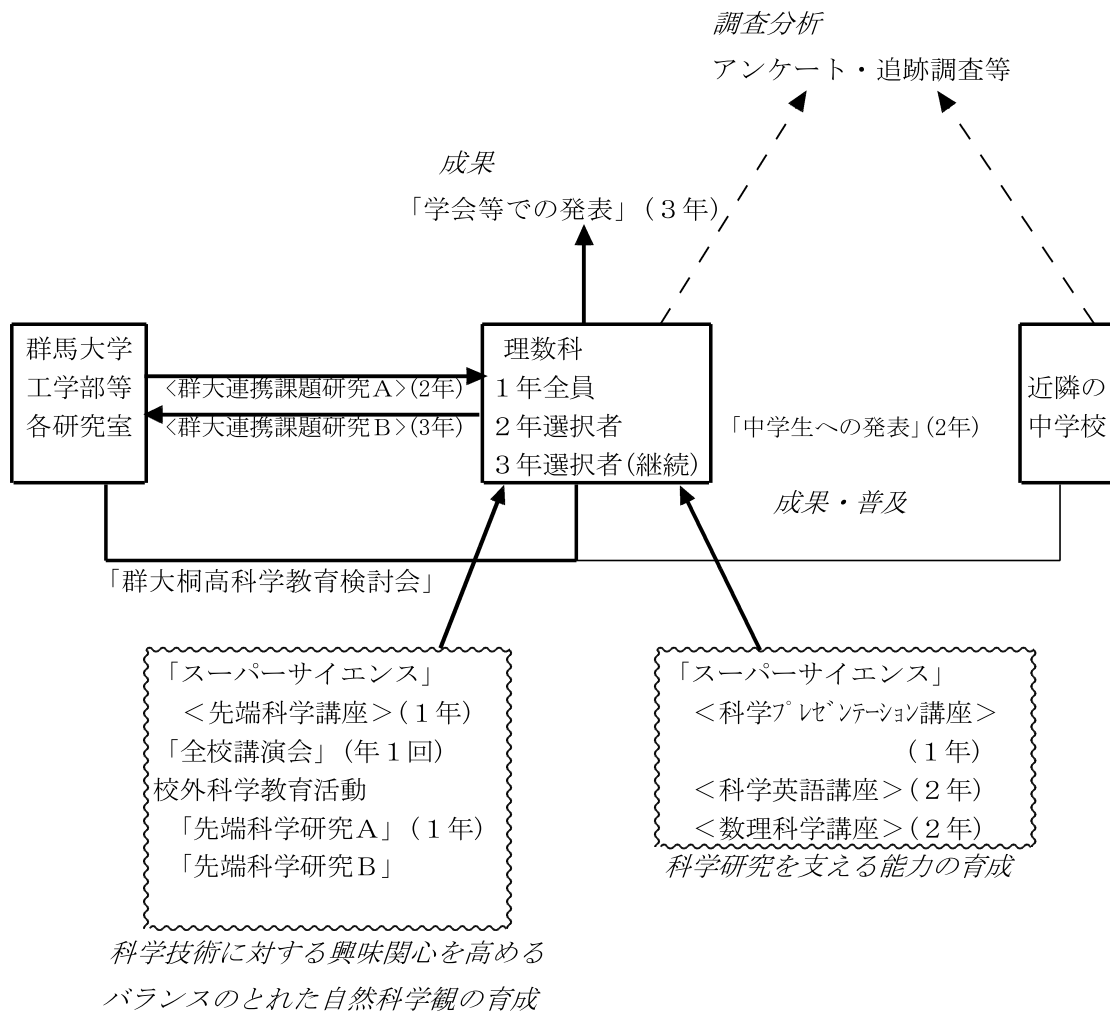 調査分析
アンケート・追跡調査等
成果
「学会等での発表」(３年)
群馬大学
工学部等
各研究室
<群大連携課題研究Ａ>(2年)
<群大連携課題研究Ｂ>(3年)
理数科
１年全員
２年選択者
３年選択者(継続)
「中学生への発表」(2年)
成果・普及
近隣の
中学校
「群大桐高科学教育検討会」
「スーパーサイエンス」
＜先端科学講座＞(１年)
「全校講演会」(年１回)
校外科学教育活動
「先端科学研究Ａ」(１年)
「先端科学研究Ｂ」
科学技術に対する興味関心を高める
バランスのとれた自然科学観の育成
「スーパーサイエンス」
＜科学ﾌﾟﾚｾﾞﾝテーション講座＞
(１年)
＜科学英語講座＞(２年)
＜数理科学講座＞(２年)
科学研究を支える能力の育成